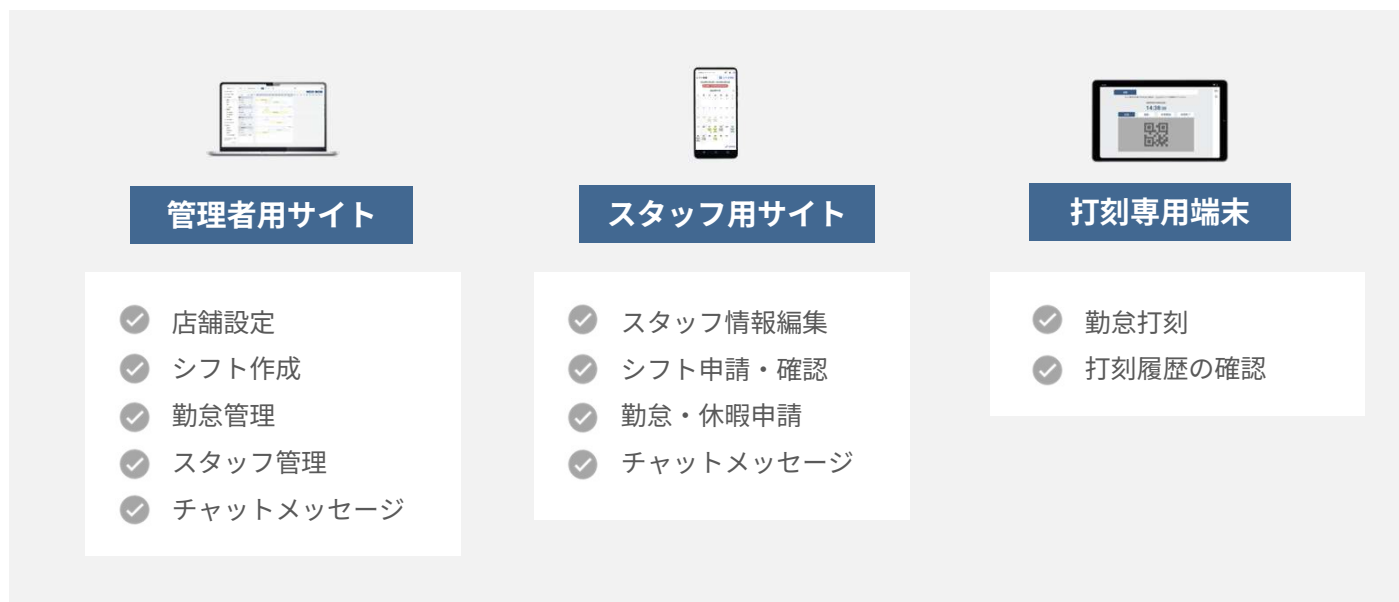 14:38
管理者用サイト
店舗設定
シフト作成
勤怠管理
スタッフ管理
チャットメッセージ
スタッフ用サイト
スタッフ情報編集
シフト申請・確認
勤怠・休暇申請
チャットメッセージ
打刻専用端末
勤怠打刻
打刻履歴の確認